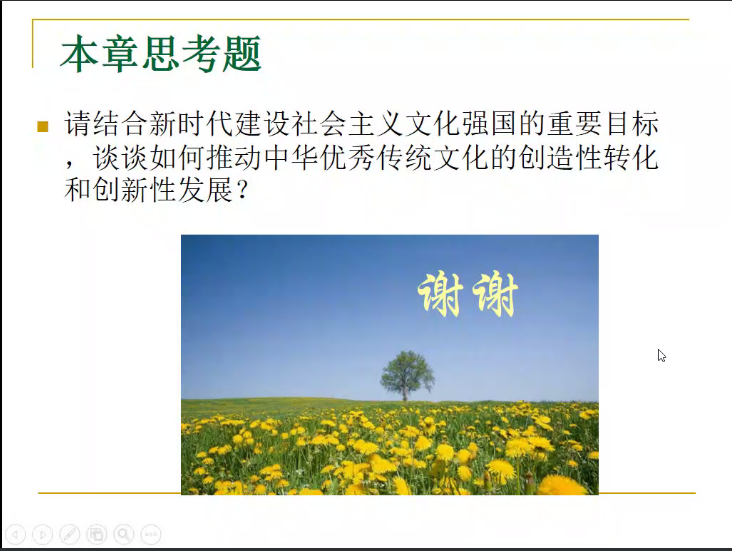 本章思考题
请结合新时代建设社会主义文化强国的重要目标
，谈谈如何推动中华优秀传统文化的创造性转化
和创新性发展？
谢谢